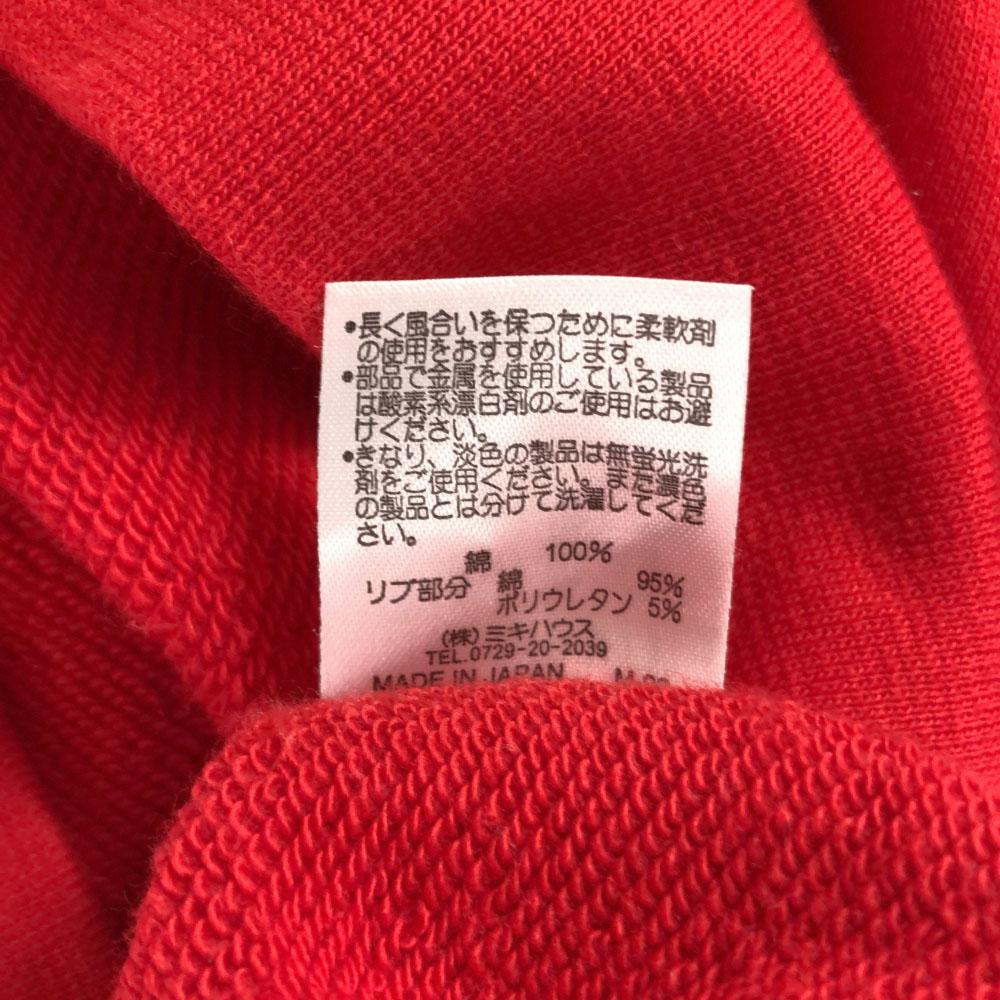 •長く風合いを保つために柔軟剤
の使用をおすすめします。
•部品で金属を使用している製品
は酸素系漂白剤のご使用はお避
けください。
•きなり、淡色の製品は無蛍光洗
剤をご使用ください。また濃色
の製品とは分けて洗濯してくだ
さい。
綿 100%
リブ部分 綿 95%
ポリウレタン 5%
(株)ミキハウス
TEL.0729-20-2039
MADE IN JAPAN